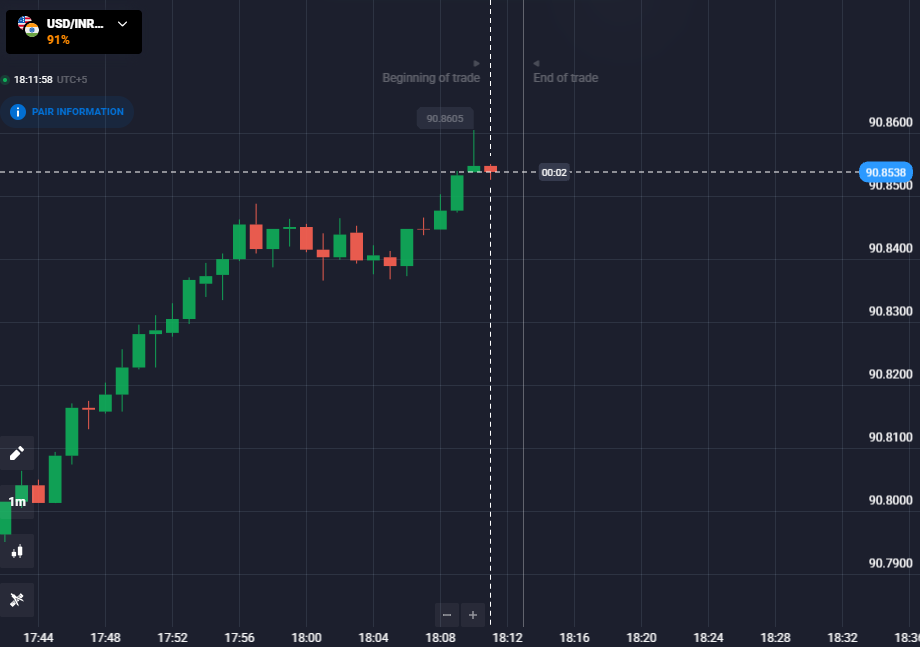 USD/INR...
91%
18:11:58 UTC+5
i PAIR INFORMATION
Beginning of trade
End of trade
90.8605
00:02
90.8600
90.8538
90.8500
90.8400
90.8300
90.8200
90.8100
90.8000
90.7900
1m
17:44 17:48 17:52 17:56 18:00 18:04 18:08 18:12 18:16 18:20 18:24 18:28 18:32